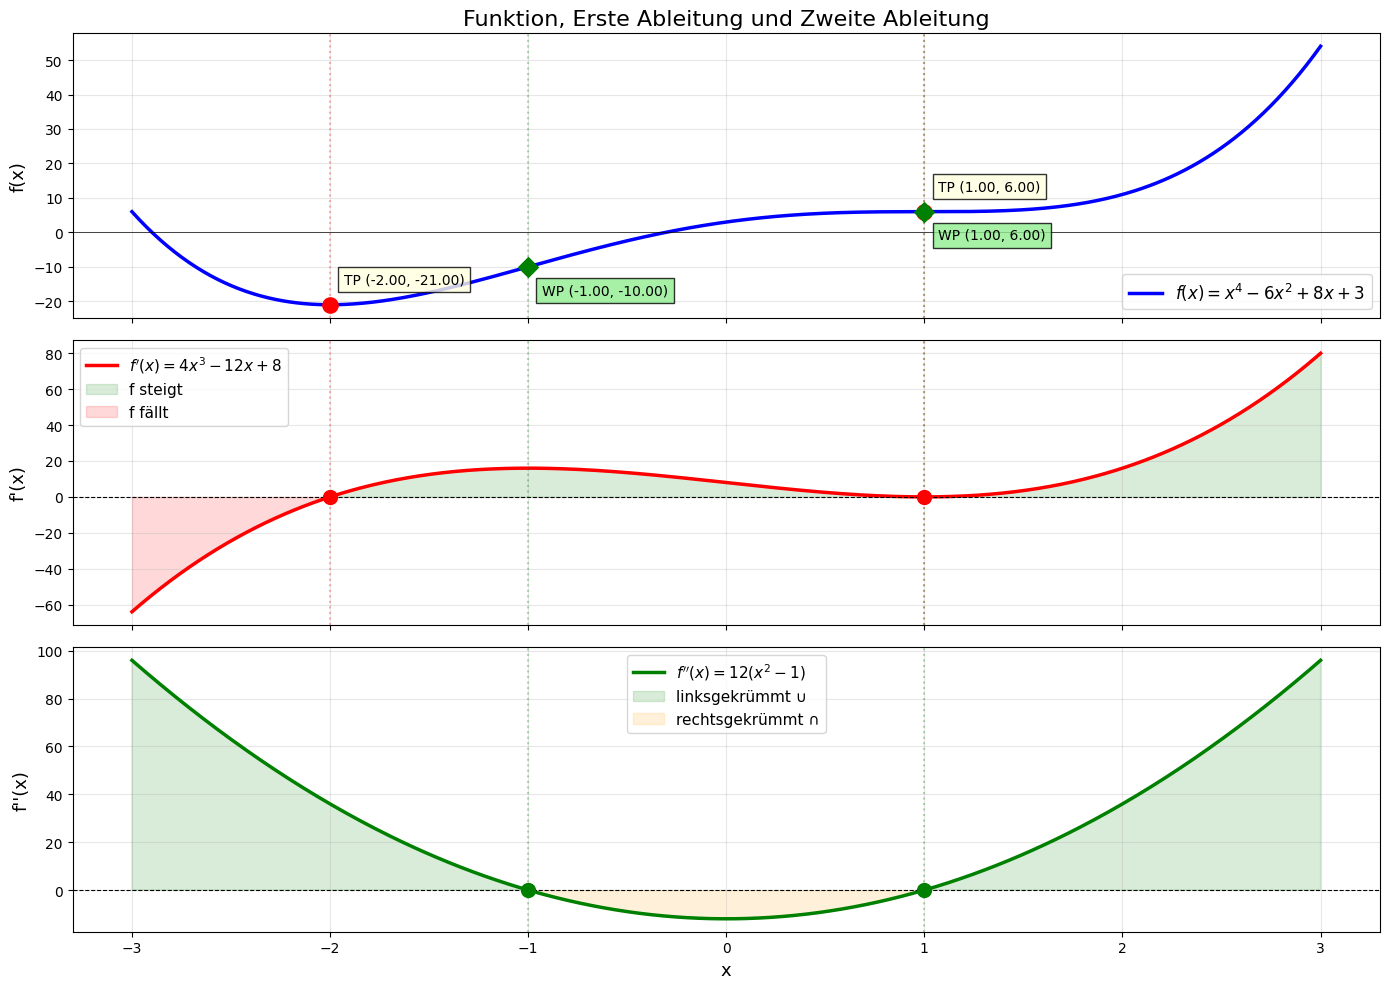 Funktion, Erste Ableitung und Zweite Ableitung
f(x)
50
40
30
20
10
0
−10
−20
TP (1.00, 6.00)
WP (1.00, 6.00)
TP (-2.00, -21.00)
WP (-1.00, -10.00)
f(x) = x⁴ − 6x² + 8x + 3
f'(x)
80
60
40
20
0
−20
−40
−60
f′(x) = 4x³ − 12x + 8
f steigt
f fällt
f''(x)
100
80
60
40
20
0
f′′(x) = 12(x² − 1)
linksgekrümmt ∪
rechtsgekrümmt ∩
−3 −2 −1 0 1 2 3
x